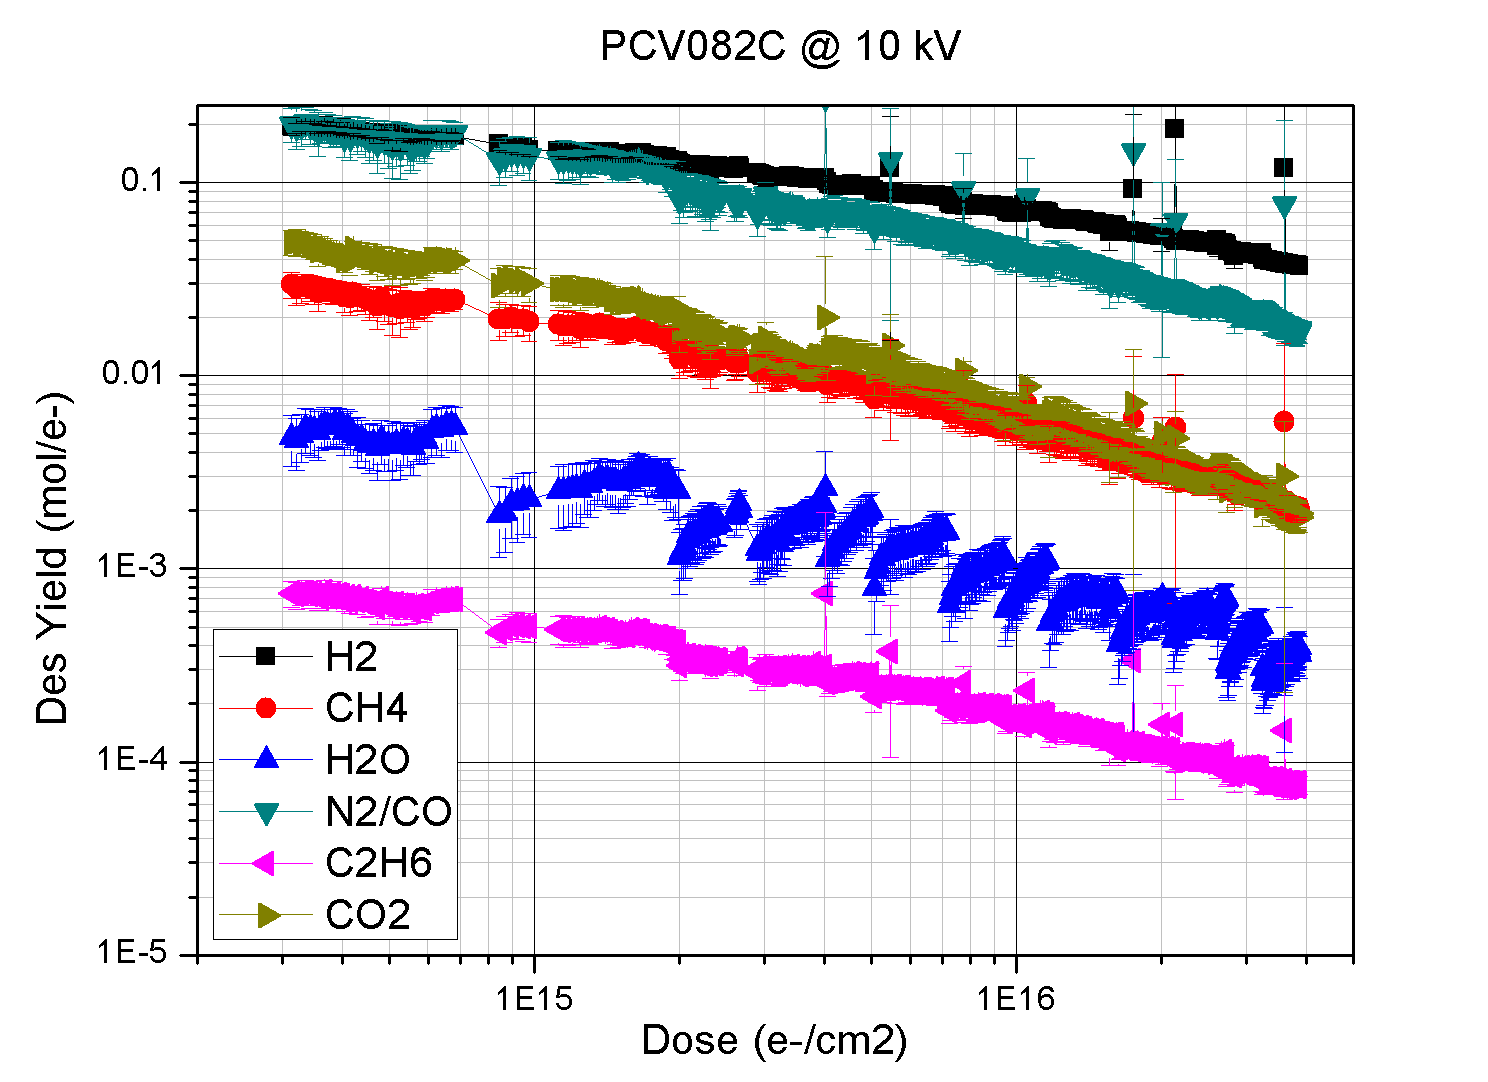 PCV082C @ 10 kV
Des Yield (mol/e-)
0.1
0.01
1E-3
1E-4
1E-5
H2
CH4
H2O
N2/CO
C2H6
CO2
1E15
1E16
Dose (e-/cm2)